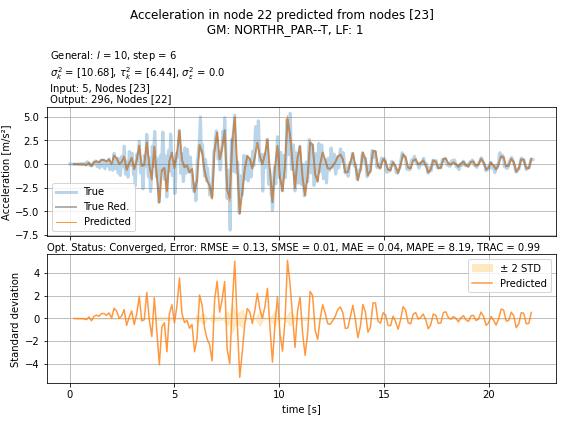 Acceleration in node 22 predicted from nodes [23]
GM: NORTHR_PAR--T, LF: 1
General: l = 10, step = 6
σ²ₖ = [10.68], τ²ₖ = [6.44], σ²ₑ = 0.0
Input: 5, Nodes [23]
Output: 296, Nodes [22]
Acceleration [m/s²]
5.0
2.5
0.0
−2.5
−5.0
−7.5
True
True Red.
Predicted
Opt. Status: Converged, Error: RMSE = 0.13, SMSE = 0.01, MAE = 0.04, MAPE = 8.19, TRAC = 0.99
Standard deviation
4
2
0
−2
−4
± 2 STD
Predicted
0 5 10 15 20
time [s]